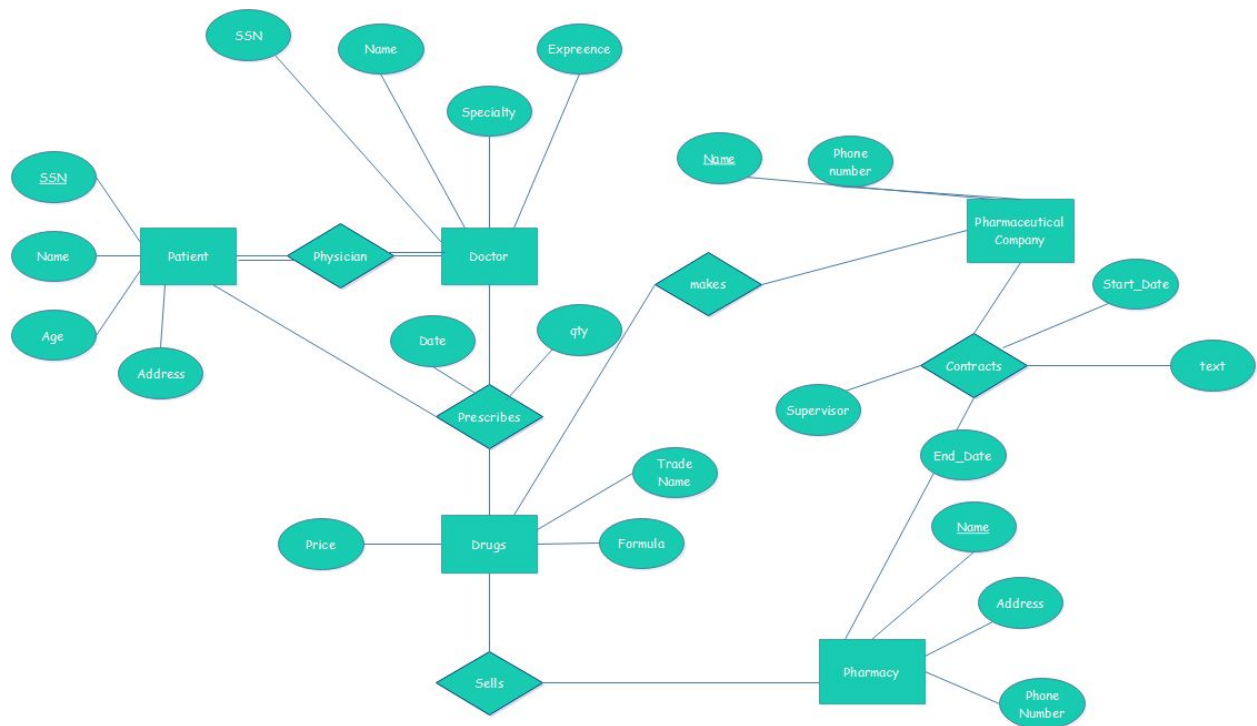 SSN
Name
Expreence
Specialty
Name
Phone
number
SSN
Name
Age
Address
Patient
Physician
Doctor
makes
Pharmaceutical
Company
Start_Date
Date
qty
Prescribes
Contracts
text
Supervisor
End_Date
Trade
Name
Price
Drugs
Formula
Name
Address
Sells
Pharmacy
Phone
Number